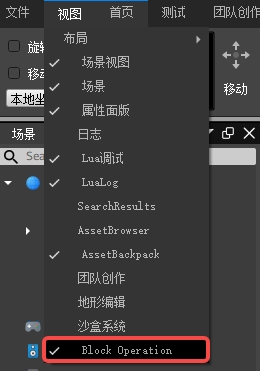 文件 视图 首页 测试 团队创作
布局
旋
场景视图
移动
场景
移动
属性面版
本地坐
日志
场景
Lua调试
Sea
LuaLog
SearchResults
AssetBrowser
AssetBackpack
团队创作
地形编辑
沙盒系统
Block Operation